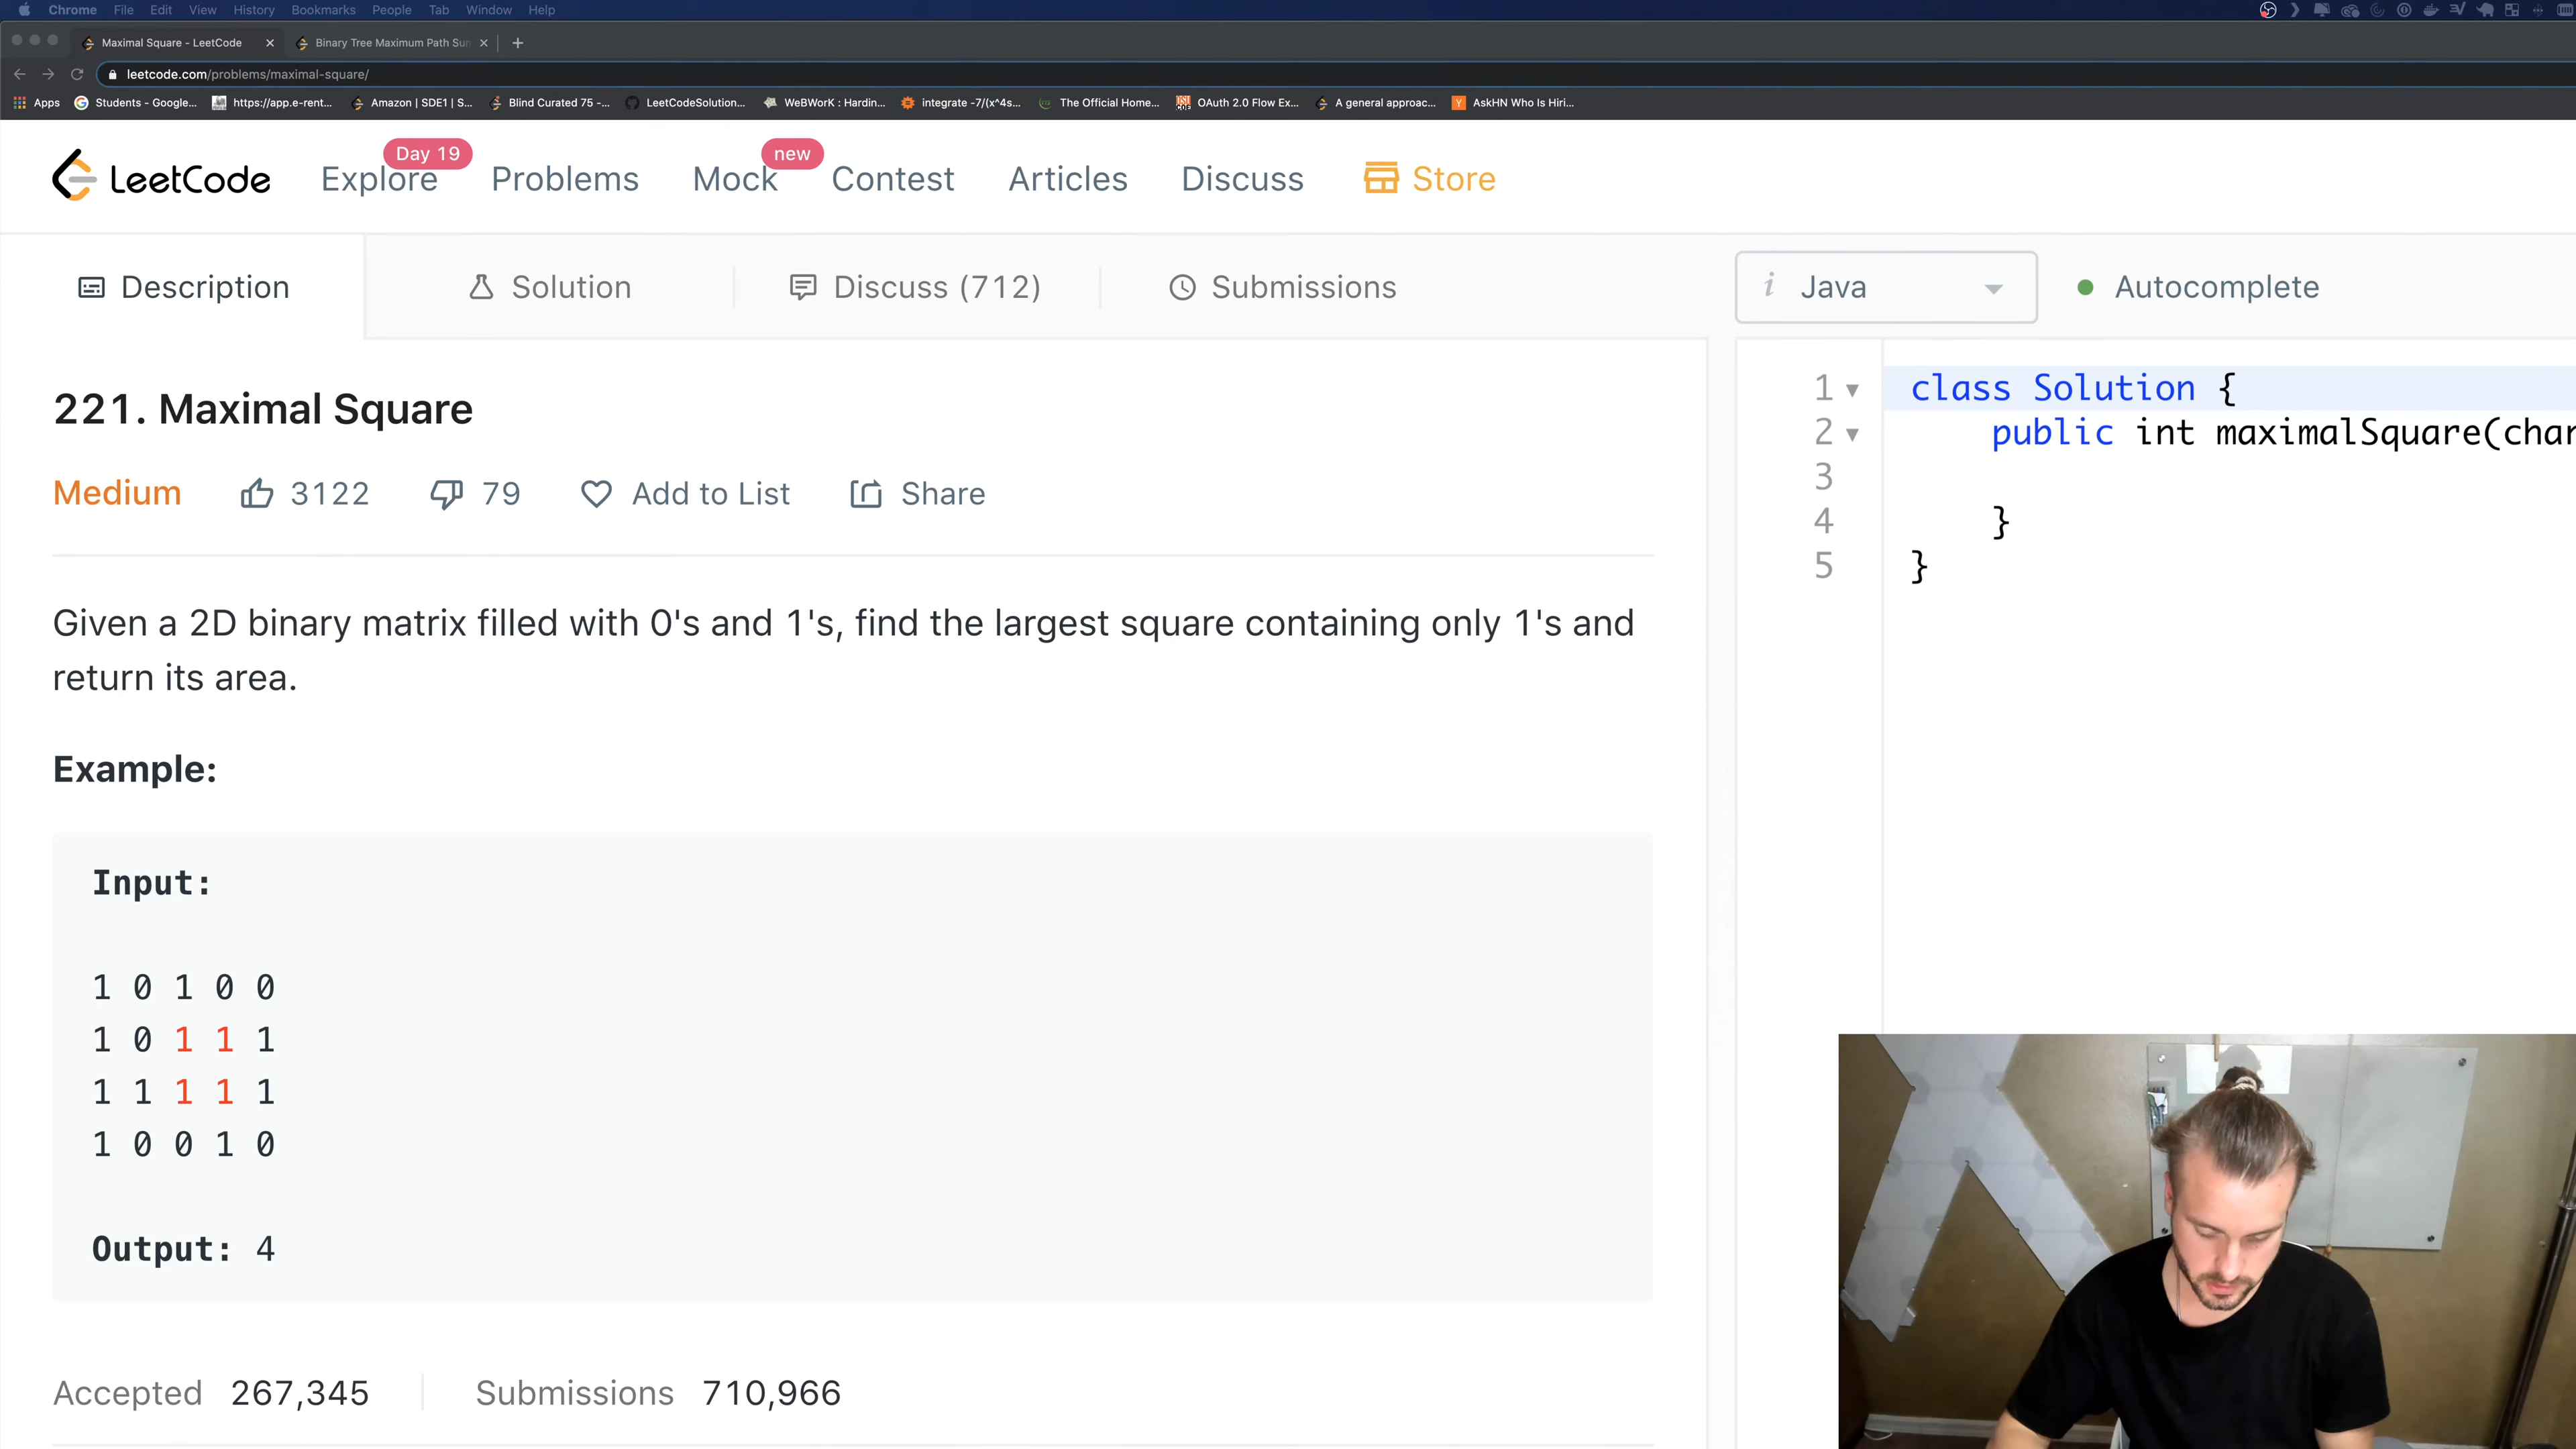 Chrome File Edit View History Bookmarks People Tab Window Help
Maximal Square - LeetCode
Binary Tree Maximum Path Sum
leetcode.com/problems/maximal-square/
Apps Students - Google... https://app.e-rent... Amazon | SDE1 | S... Blind Curated 75 -... LeetCodeSolution... WeBWorK : Hardin... integrate -7/(x^4s... The Official Home... OAuth 2.0 Flow Ex... A general approac... AskHN Who Is Hiri...
LeetCode Explore Day 19 Problems Mock new Contest Articles Discuss Store
Description Solution Discuss (712) Submissions
i Java Autocomplete
221. Maximal Square
Medium 3122 79 Add to List Share
Given a 2D binary matrix filled with 0's and 1's, find the largest square containing only 1's and
return its area.
Example:
Input:
1 0 1 0 0
1 0 1 1 1
1 1 1 1 1
1 0 0 1 0
Output: 4
Accepted 267,345 Submissions 710,966
1 class Solution {
2 public int maximalSquare(char
3
4 }
5 }